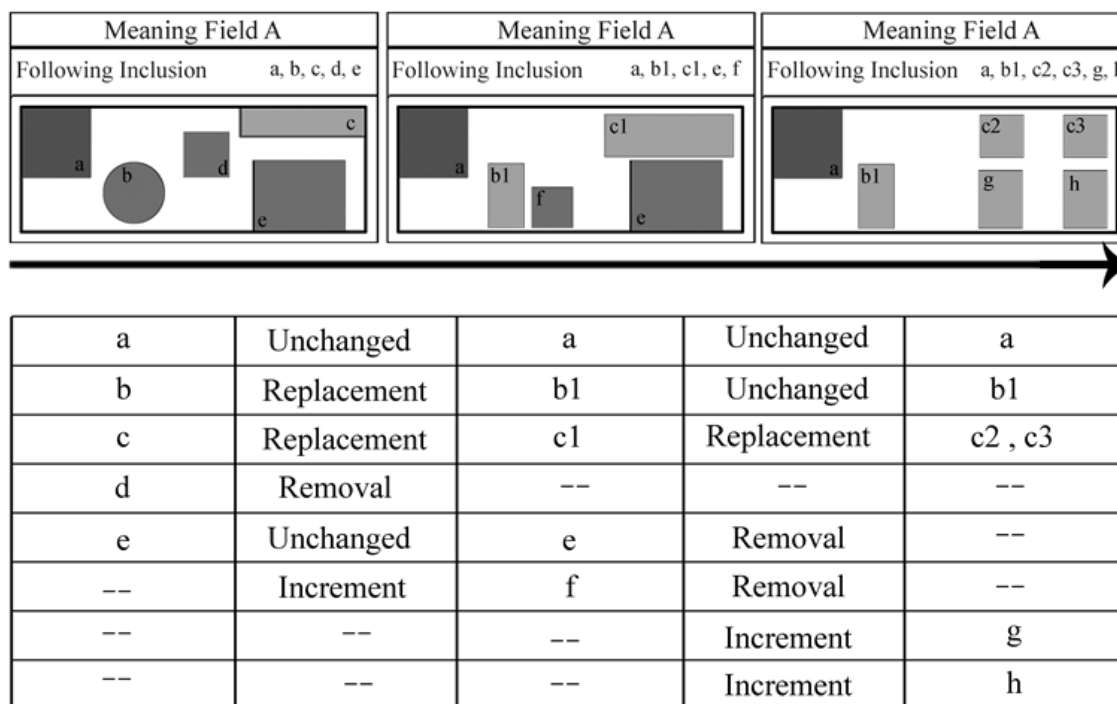 Meaning Field A
Following Inclusion a, b, c, d, e
a
b
c
d
e
Meaning Field A
Following Inclusion a, b1, c1, e, f
a
b1
c1
f
e
Meaning Field A
Following Inclusion a, b1, c2, c3, g,
a
b1
c2
c3
g
h
a Unchanged a Unchanged a
b Replacement b1 Unchanged b1
c Replacement c1 Replacement c2 , c3
d Removal -- -- --
e Unchanged e Removal --
-- Increment f Removal --
-- -- -- Increment g
-- -- -- Increment h